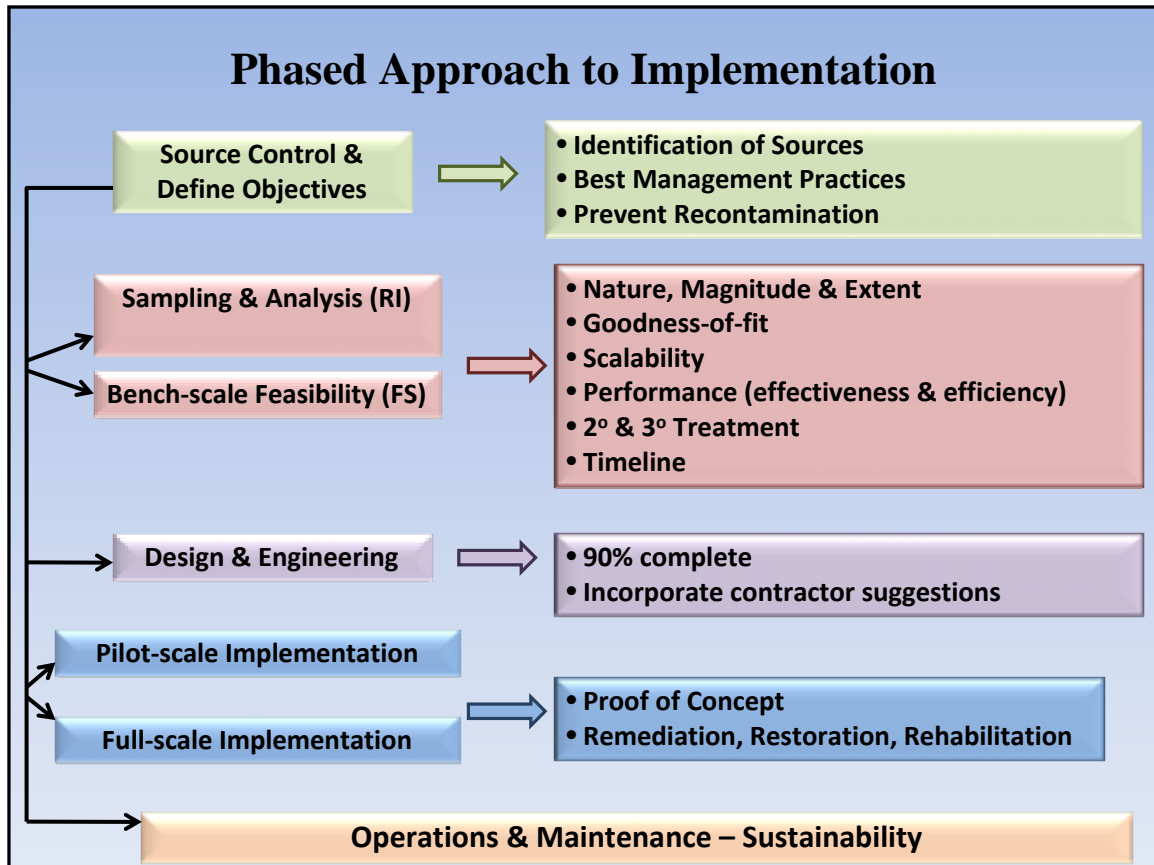 Phased Approach to Implementation
Source Control &
Define Objectives
• Identification of Sources
• Best Management Practices
• Prevent Recontamination
Sampling & Analysis (RI)
Bench-scale Feasibility (FS)
• Nature, Magnitude & Extent
• Goodness-of-fit
• Scalability
• Performance (effectiveness & efficiency)
• 2º & 3º Treatment
• Timeline
Design & Engineering
• 90% complete
• Incorporate contractor suggestions
Pilot-scale Implementation
Full-scale Implementation
• Proof of Concept
• Remediation, Restoration, Rehabilitation
Operations & Maintenance – Sustainability